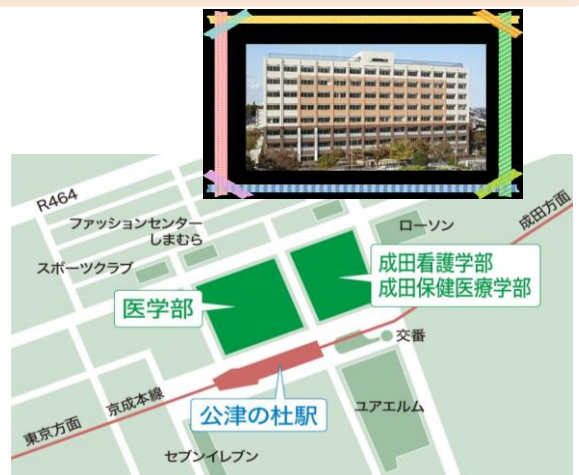 R464
ファッションセンター
しまむら
スポーツクラブ
ローソン
成田方面
成田看護学部
成田保健医療学部
医学部
交番
公津の杜駅
ユアエルム
京成本線
東京方面
セブンイレブン